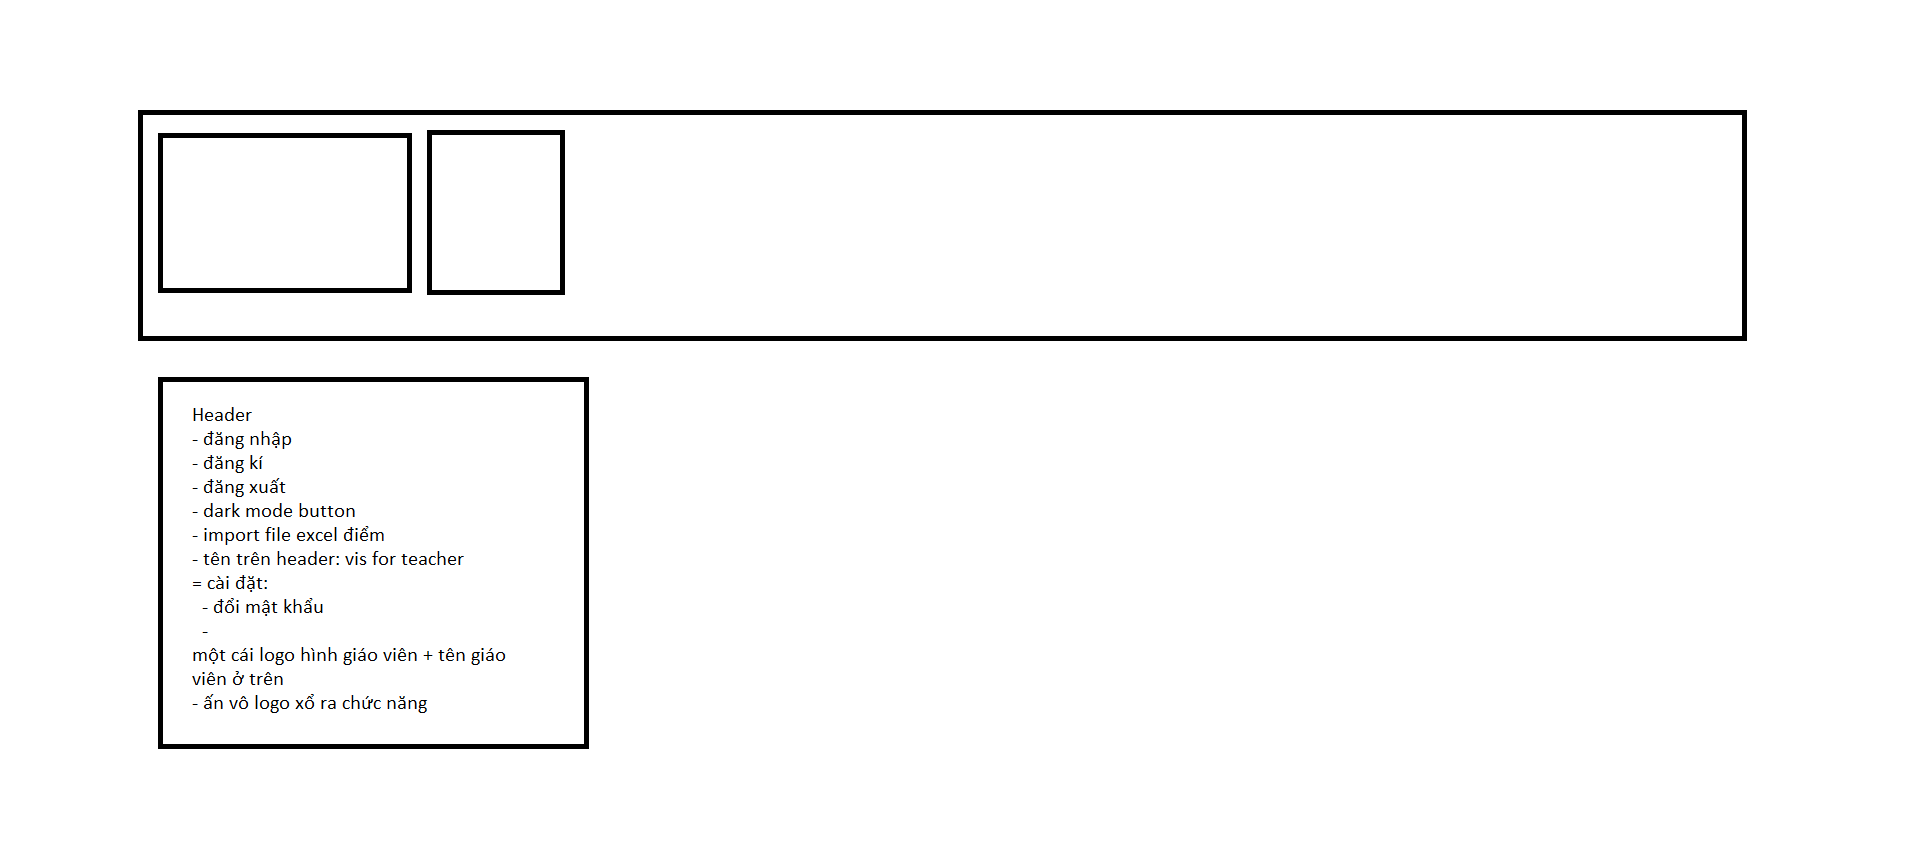 Header
- đăng nhập
- đăng kí
- đăng xuất
- dark mode button
- import file excel điểm
- tên trên header: vis for teacher
= cài đặt:
  - đổi mật khẩu
  -
một cái logo hình giáo viên + tên giáo
viên ở trên
- ấn vô logo xổ ra chức năng